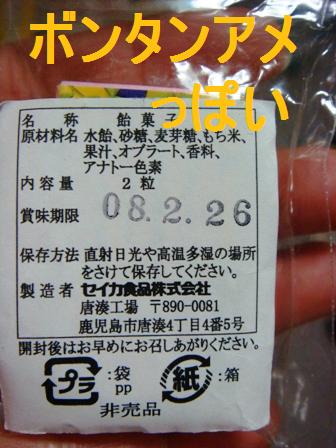 ボンタンアメ
っぽい
名 称 飴菓子
原材料名 水飴、砂糖、麦芽糖、もち米、
果汁、オブラート、香料、
アナトー色素
内容量 2粒
賞味期限 08.2.26
保存方法 直射日光や高温多湿の場所
をさけて保存してください。
製造者 セイカ食品株式会社
唐湊工場 〒890-0081
鹿児島市唐湊4丁目4番5号
開封後はお早めにお召しあがりください。
プラ :袋 紙 :箱
PP
非売品